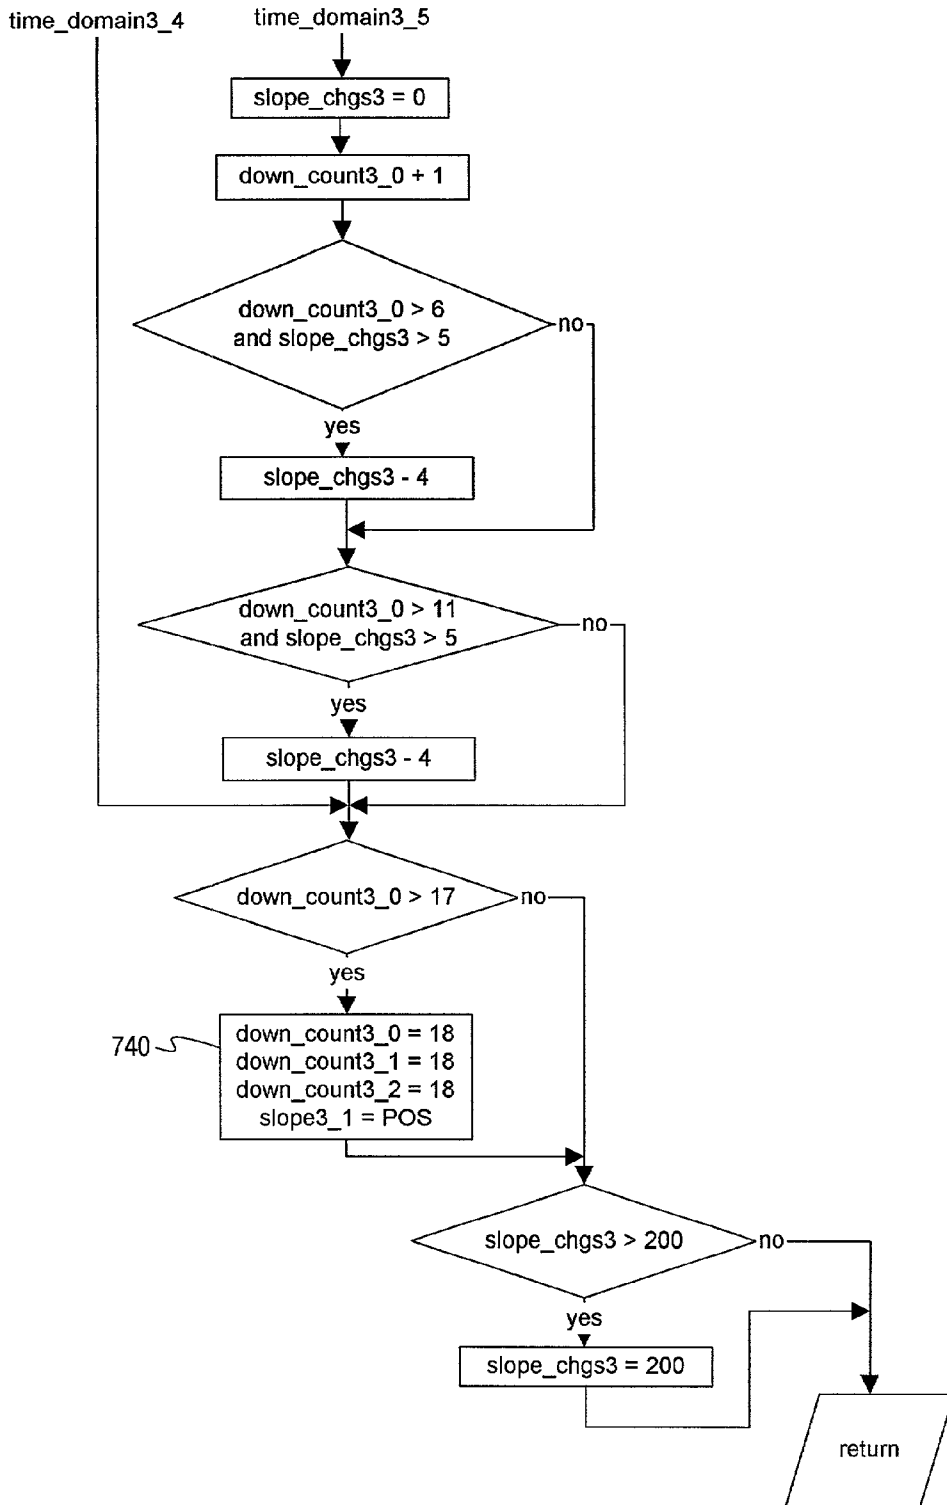 time_domain3_4
time_domain3_5
slope_chgs3 = 0
down_count3_0 + 1
down_count3_0 > 6
and slope_chgs3 > 5
no
yes
slope_chgs3 - 4
down_count3_0 > 11
and slope_chgs3 > 5
no
yes
slope_chgs3 - 4
down_count3_0 > 17
no
yes
740
down_count3_0 = 18
down_count3_1 = 18
down_count3_2 = 18
slope3_1 = POS
slope_chgs3 > 200
no
yes
slope_chgs3 = 200
return